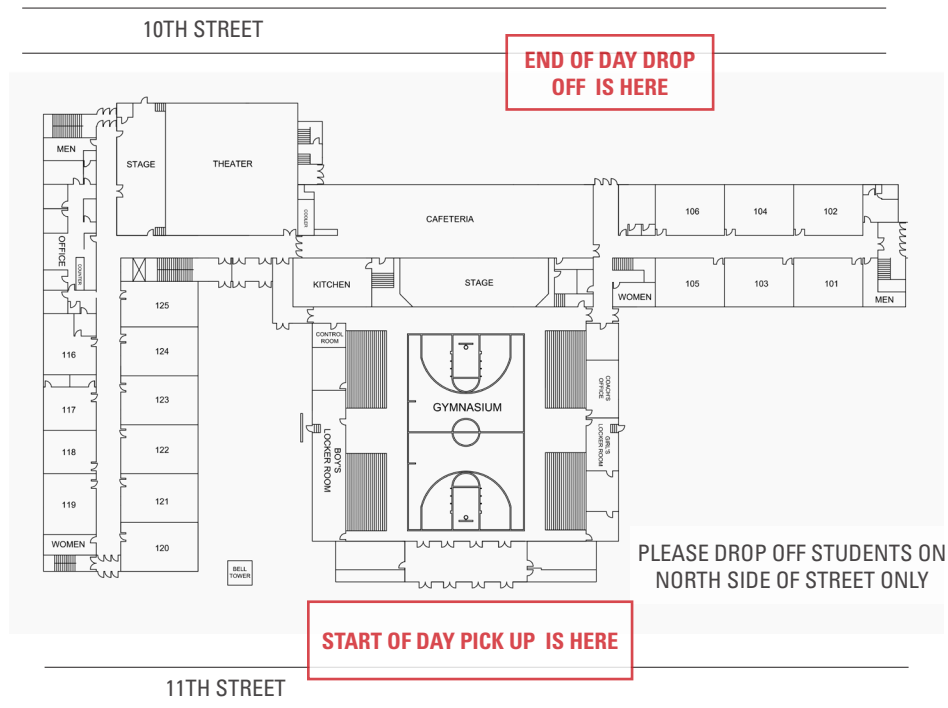 10TH STREET
END OF DAY DROP
OFF IS HERE
MEN
STAGE
THEATER
COOLER
CAFETERIA
106
104
102
OFFICE
COUNTER
KITCHEN
STAGE
WOMEN
105
103
101
MEN
125
CONTROL
ROOM
116
124
COACH'S
OFFICE
117
123
GYMNASIUM
118
122
BOY'S
LOCKER ROOM
GIRL'S
LOCKER ROOM
119
121
WOMEN
120
BELL
TOWER
PLEASE DROP OFF STUDENTS ON
NORTH SIDE OF STREET ONLY
START OF DAY PICK UP IS HERE
11TH STREET